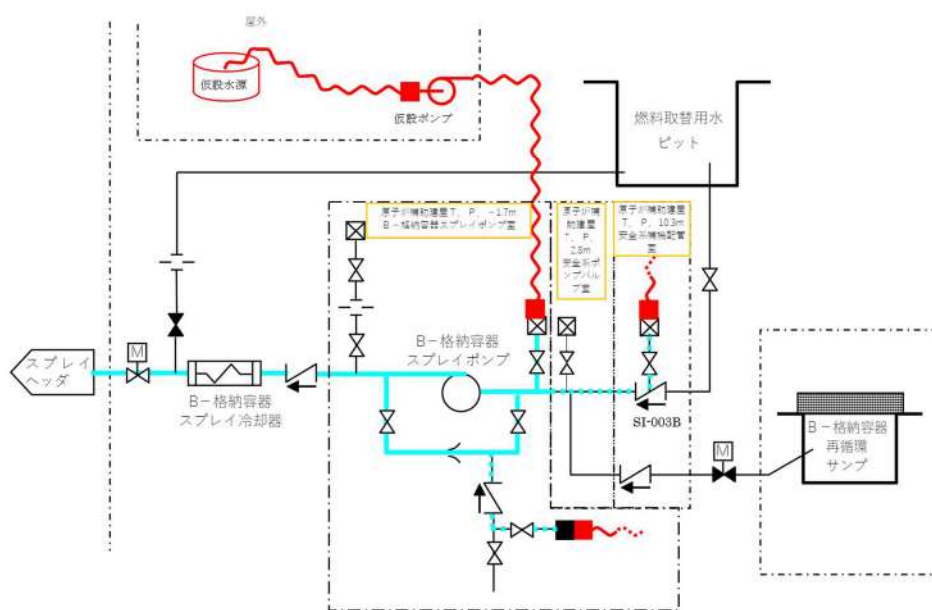 屋外
仮設水源
仮設ポンプ
燃料取替用水
ピット
原子炉補助建屋T. P. -1.7m
B-格納容器スプレイポンプ室
原子炉補
助建屋
T. P.
2.8m
安全系ポ
ンプバル
ブ室
原子炉補助建屋
T. P. 10.3m
安全系補機配管
室
M
スプレイ
ヘッダ
B-格納容器
スプレイ冷却器
B-格納容器
スプレイポンプ
SI-003B
M
B-格納容器
再循環
サンプ